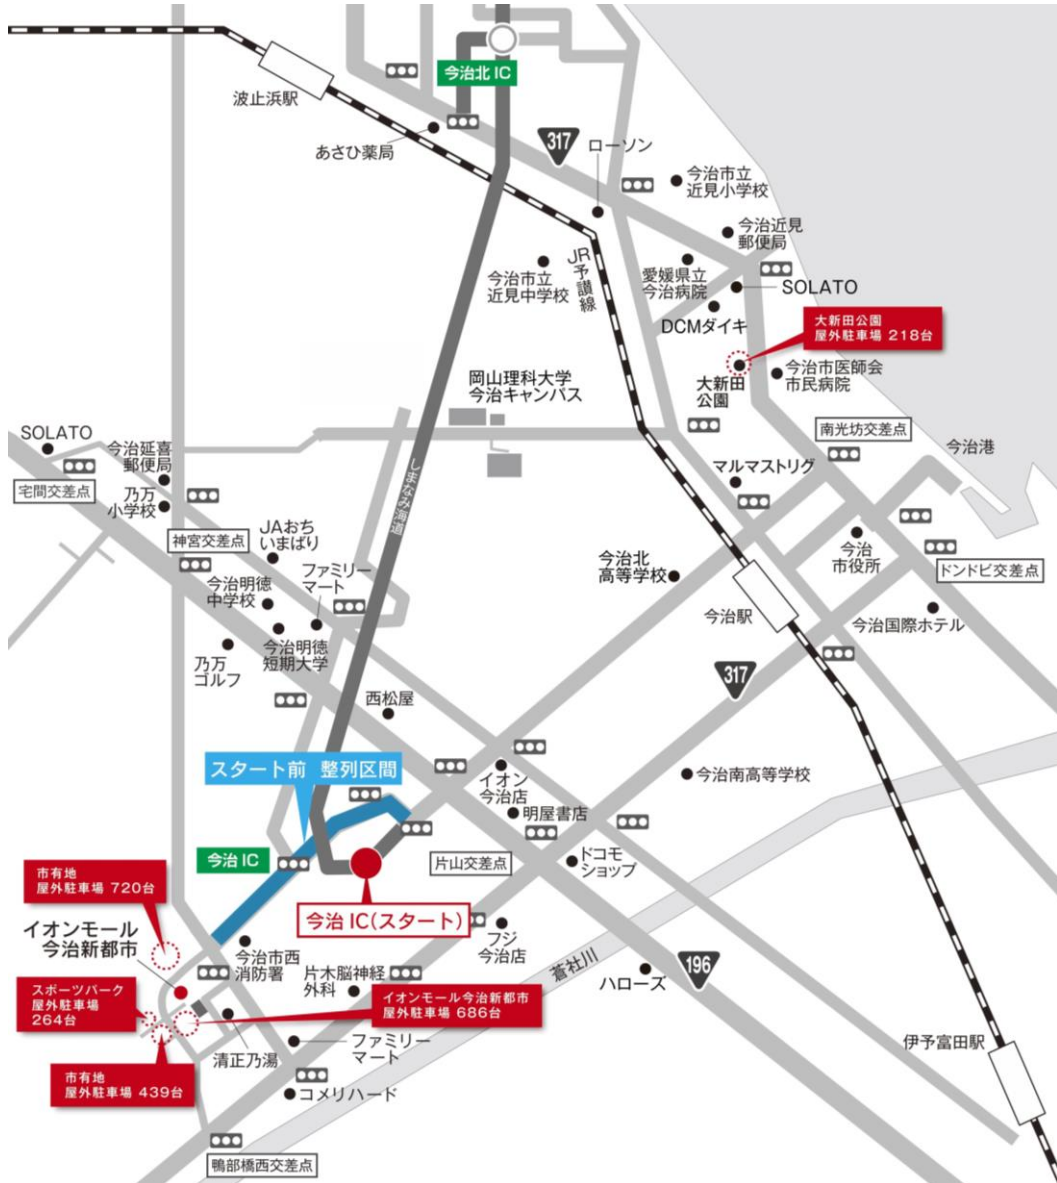 今治北 IC
波止浜駅
あさひ薬局
317
ローソン
今治市立
近見小学校
今治近見
郵便局
JR予讃線
今治市立
近見中学校
愛媛県立
今治病院
SOLATO
DCMダイキ
大新田公園
屋外駐車場 218台
大新田
公園
今治市医師会
市民病院
岡山理科大学
今治キャンパス
しまなみ海道
南光坊交差点
今治港
SOLATO
今治延喜
郵便局
宅間交差点
乃万
小学校
マルマストリグ
神宮交差点
JAおち
いまばり
ファミリー
マート
今治明徳
中学校
今治明徳
短期大学
乃万
ゴルフ
今治北
高等学校
今治
市役所
ドンドビ交差点
今治駅
今治国際ホテル
317
西松屋
スタート前 整列区間
イオン
今治店
今治南高等学校
明屋書店
今治 IC
片山交差点
ドコモ
ショップ
市有地
屋外駐車場 720台
今治 IC(スタート)
イオンモール
今治新都市
今治市西
消防署
フジ
今治店
片木脳神経
外科
蒼社川
ハローズ
196
スポーツパーク
屋外駐車場
264台
イオンモール今治新都市
屋外駐車場 686台
清正乃湯
ファミリー
マート
伊予富田駅
市有地
屋外駐車場 439台
コメリハード
鴨部橋西交差点